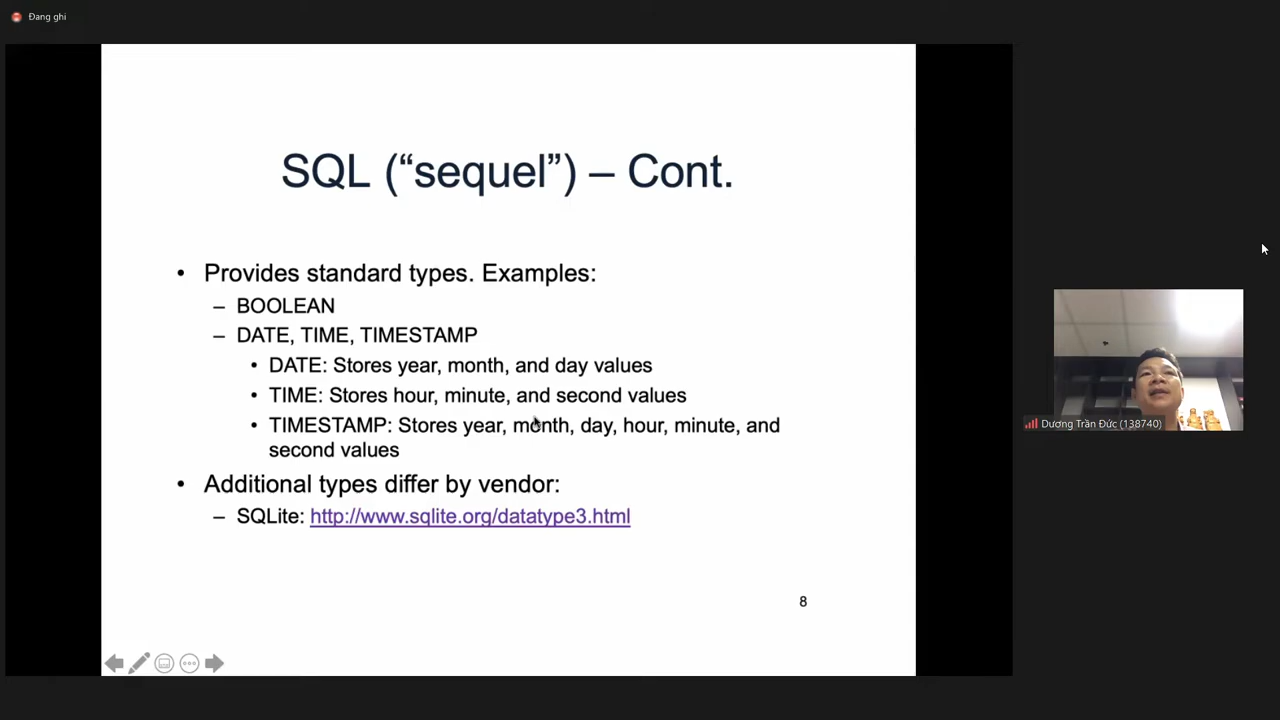 Đang ghi
SQL (“sequel”) – Cont.
• Provides standard types. Examples:
– BOOLEAN
– DATE, TIME, TIMESTAMP
• DATE: Stores year, month, and day values
• TIME: Stores hour, minute, and second values
• TIMESTAMP: Stores year, month, day, hour, minute, and
second values
• Additional types differ by vendor:
– SQLite: http://www.sqlite.org/datatype3.html
8
Dương Trần Đức (138740)